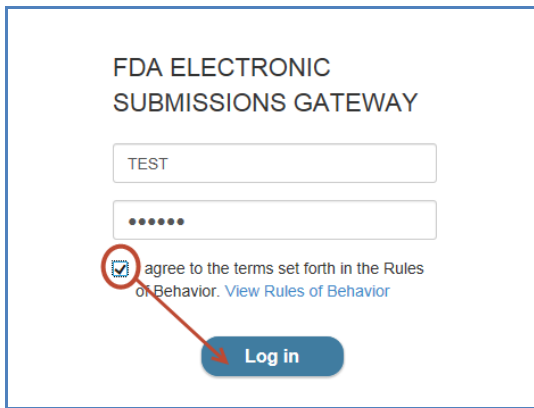 FDA ELECTRONIC
SUBMISSIONS GATEWAY
TEST
••••••
agree to the terms set forth in the Rules
of Behavior. View Rules of Behavior
Log in